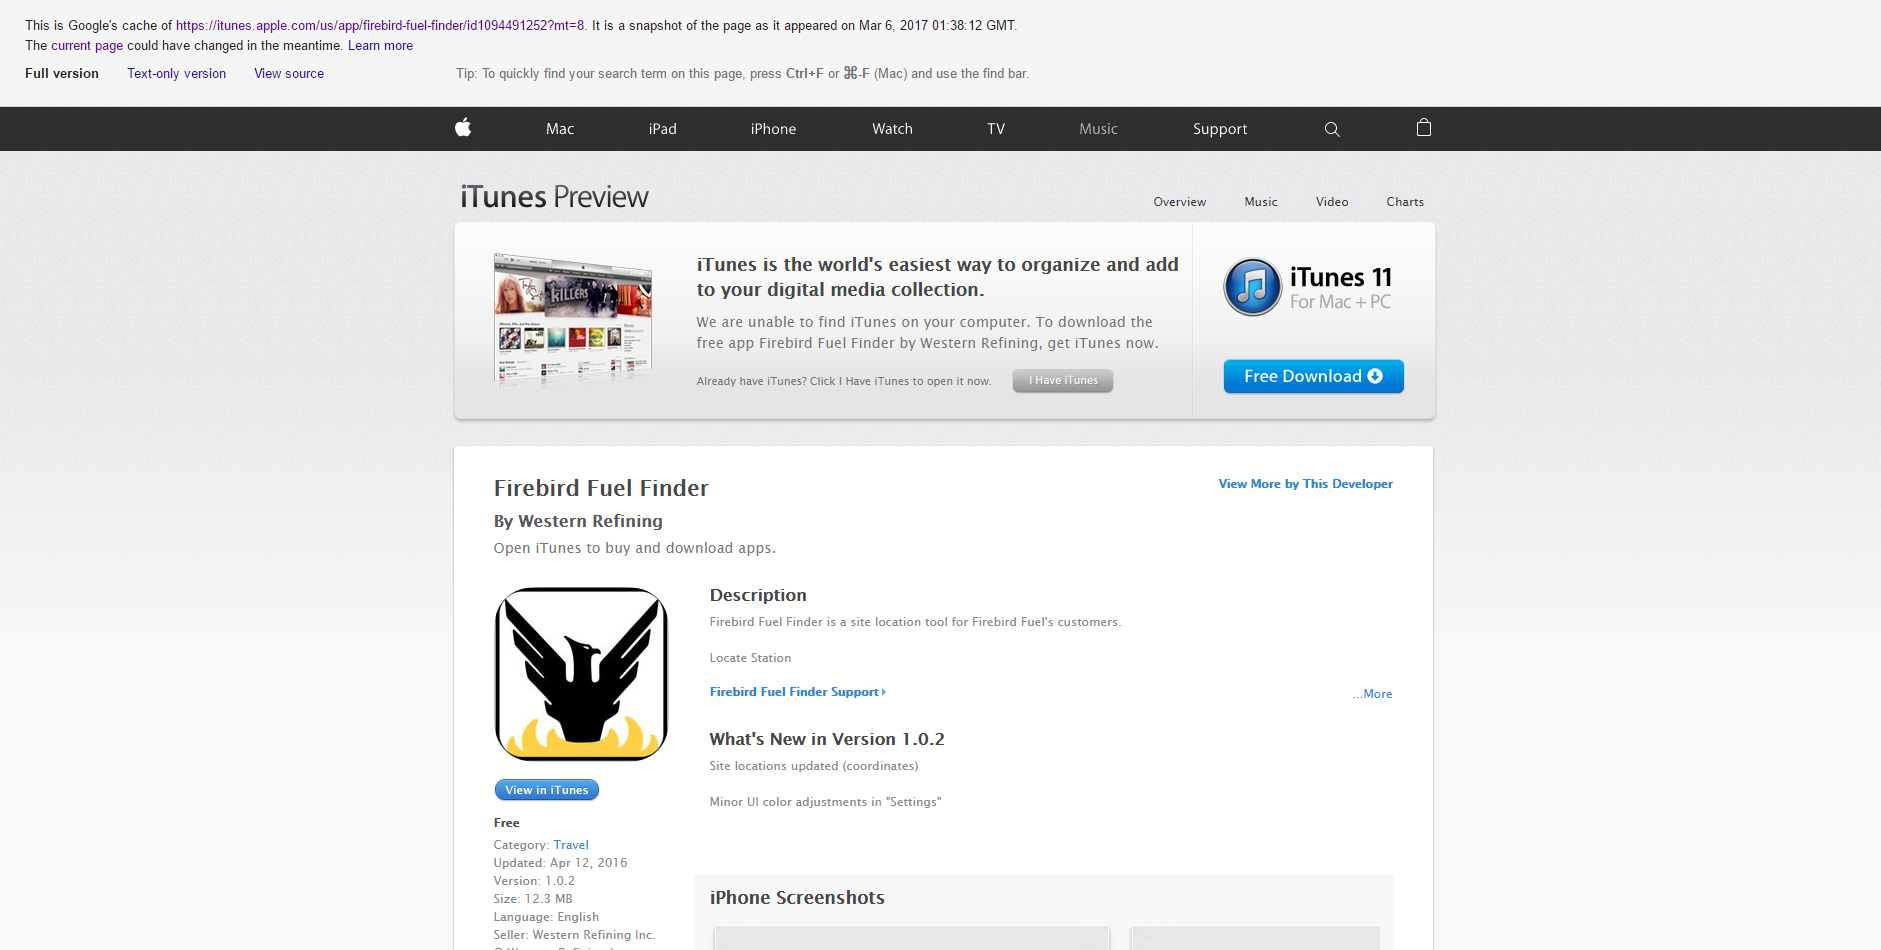 This is Google's cache of https://itunes.apple.com/us/app/firebird-fuel-finder/id1094491252?mt=8. It is a snapshot of the page as it appeared on Mar 6, 2017 01:38:12 GMT.
The current page could have changed in the meantime. Learn more
Full version Text-only version View source Tip: To quickly find your search term on this page, press Ctrl+F or ⌘-F (Mac) and use the find bar.
Mac iPad iPhone Watch TV Music Support
iTunes Preview
Overview Music Video Charts
iTunes is the world's easiest way to organize and add
to your digital media collection.
We are unable to find iTunes on your computer. To download the
free app Firebird Fuel Finder by Western Refining, get iTunes now.
Already have iTunes? Click I Have iTunes to open it now. I Have iTunes
KILLERS
iTunes 11
For Mac + PC
Free Download
Firebird Fuel Finder
View More by This Developer
By Western Refining
Open iTunes to buy and download apps.
Description
Firebird Fuel Finder is a site location tool for Firebird Fuel's customers.
Locate Station
Firebird Fuel Finder Support
...More
What's New in Version 1.0.2
Site locations updated (coordinates)
Minor UI color adjustments in "Settings"
View in iTunes
Free
Category: Travel
Updated: Apr 12, 2016
Version: 1.0.2
Size: 12.3 MB
Language: English
Seller: Western Refining Inc.
iPhone Screenshots